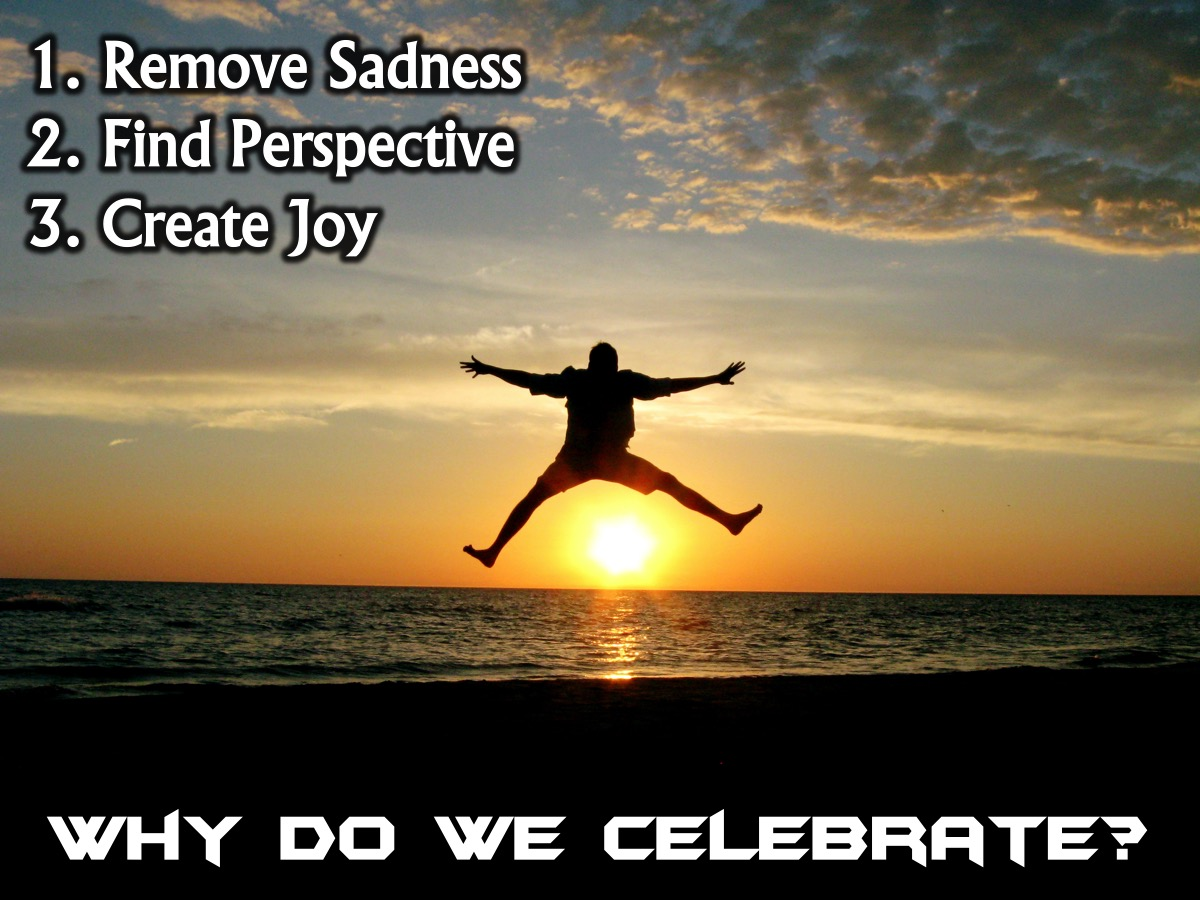 1. Remove Sadness
2. Find Perspective
3. Create Joy
WHY DO WE CELEBRATE?